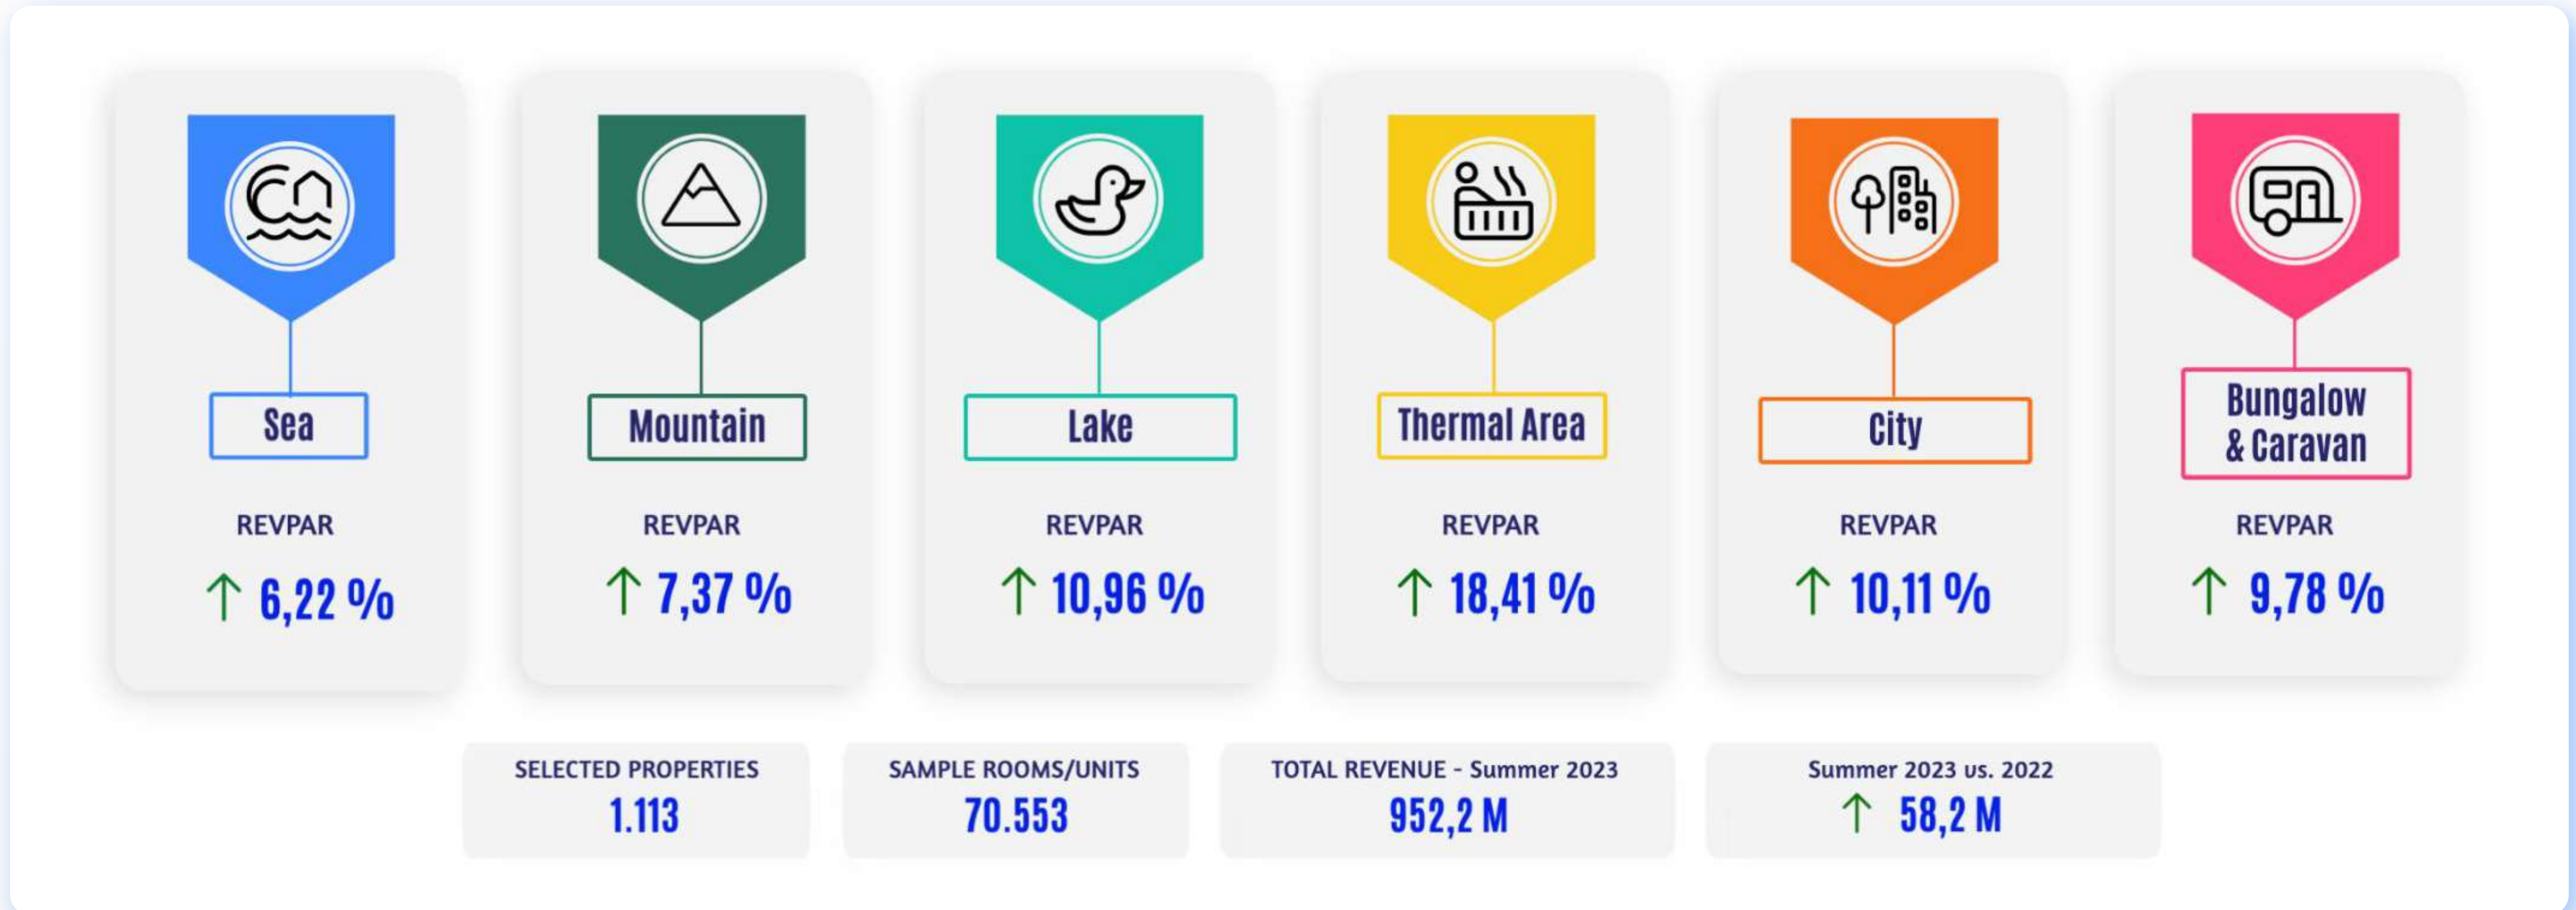 Sea
REVPAR
↑ 6,22 %
Mountain
REVPAR
↑ 7,37 %
Lake
REVPAR
↑ 10,96 %
Thermal Area
REVPAR
↑ 18,41 %
City
REVPAR
↑ 10,11 %
Bungalow
& Caravan
REVPAR
↑ 9,78 %
SELECTED PROPERTIES
1.113
SAMPLE ROOMS/UNITS
70.553
TOTAL REVENUE - Summer 2023
952,2 M
Summer 2023 vs. 2022
↑ 58,2 M